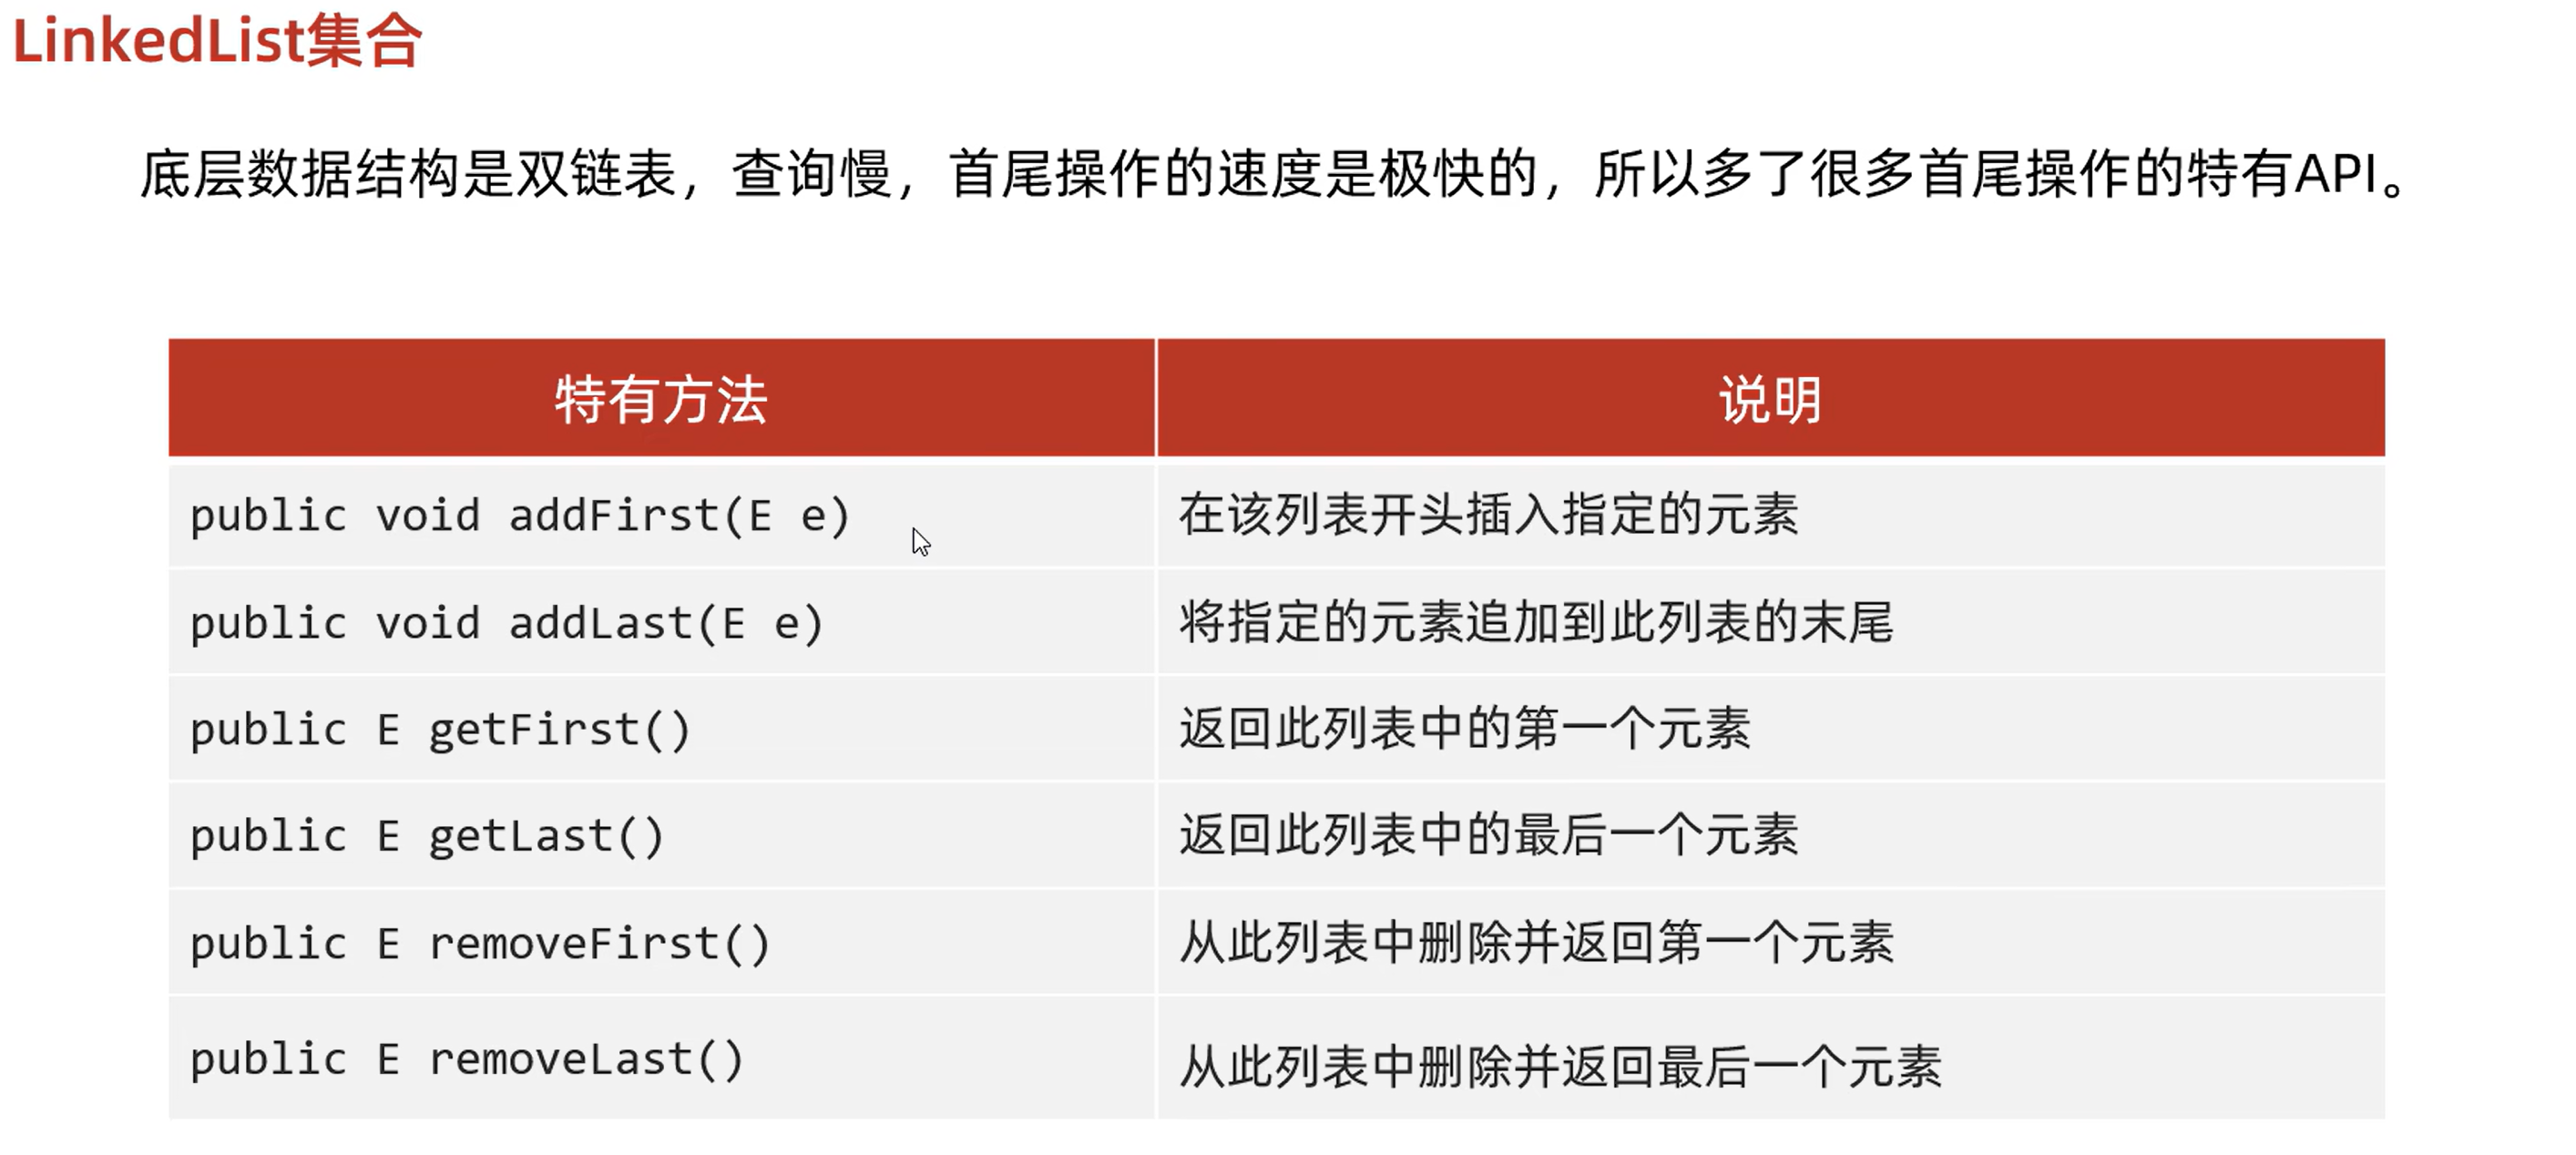 LinkedList集合
底层数据结构是双链表，查询慢，首尾操作的速度是极快的，所以多了很多首尾操作的特有API。
特有方法 说明
public void addFirst(E e) 在该列表开头插入指定的元素
public void addLast(E e) 将指定的元素追加到此列表的末尾
public E getFirst() 返回此列表中的第一个元素
public E getLast() 返回此列表中的最后一个元素
public E removeFirst() 从此列表中删除并返回第一个元素
public E removeLast() 从此列表中删除并返回最后一个元素